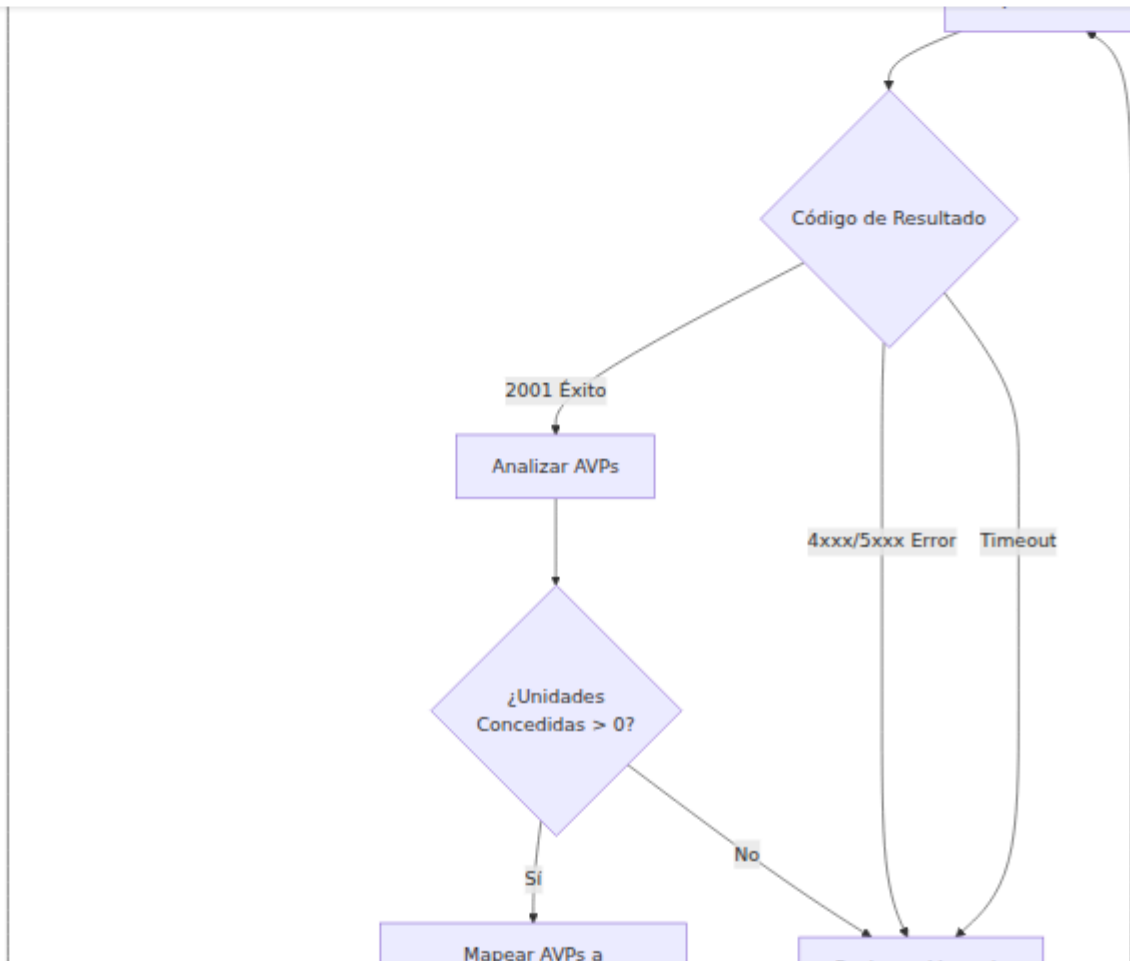 Código de Resultado
2001 Éxito
Analizar AVPs
4xxx/5xxx Error
Timeout
¿Unidades
Concedidas > 0?
No
Sí
Mapear AVPs a